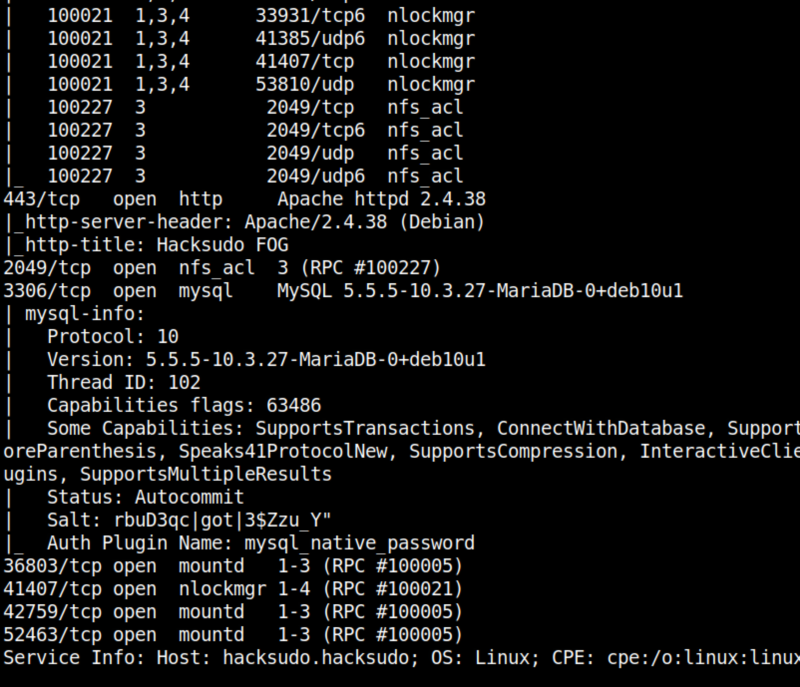 |   100021  1,3,4      33931/tcp6  nlockmgr
|   100021  1,3,4      41385/udp6  nlockmgr
|   100021  1,3,4      41407/tcp   nlockmgr
|   100021  1,3,4      53810/udp   nlockmgr
|   100227  3           2049/tcp   nfs_acl
|   100227  3           2049/tcp6  nfs_acl
|   100227  3           2049/udp   nfs_acl
|_  100227  3           2049/udp6  nfs_acl
443/tcp   open  http     Apache httpd 2.4.38
|_http-server-header: Apache/2.4.38 (Debian)
|_http-title: Hacksudo FOG
2049/tcp  open  nfs_acl  3 (RPC #100227)
3306/tcp  open  mysql    MySQL 5.5.5-10.3.27-MariaDB-0+deb10u1
| mysql-info:
|   Protocol: 10
|   Version: 5.5.5-10.3.27-MariaDB-0+deb10u1
|   Thread ID: 102
|   Capabilities flags: 63486
|   Some Capabilities: SupportsTransactions, ConnectWithDatabase, Support
oreParenthesis, Speaks41ProtocolNew, SupportsCompression, InteractiveClie
ugins, SupportsMultipleResults
|   Status: Autocommit
|   Salt: rbuD3qc|got|3$Zzu_Y"
|_  Auth Plugin Name: mysql_native_password
36803/tcp open  mountd   1-3 (RPC #100005)
41407/tcp open  nlockmgr 1-4 (RPC #100021)
42759/tcp open  mountd   1-3 (RPC #100005)
52463/tcp open  mountd   1-3 (RPC #100005)
Service Info: Host: hacksudo.hacksudo; OS: Linux; CPE: cpe:/o:linux:linux